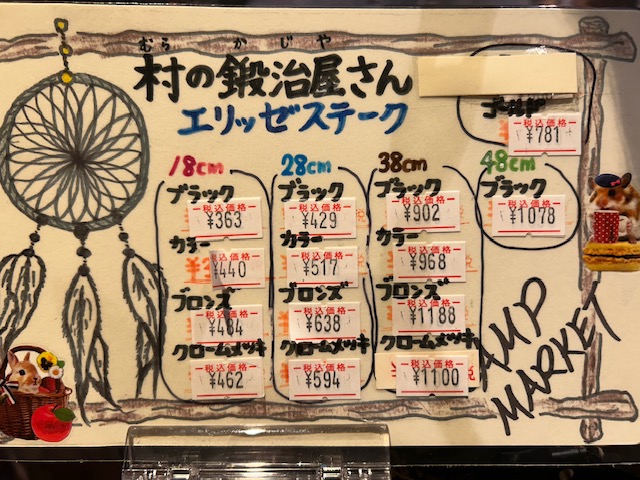 むら かじや
村の鍛冶屋さん
エリッゼステーク
税込価格
¥781
18cm
ブラック
税込価格
¥363
カラー
税込価格
¥440
ブロンズ
税込価格
¥484
クロームメッキ
税込価格
¥462
28cm
ブラック
税込価格
¥429
カラー
税込価格
¥517
ブロンズ
税込価格
¥638
クロームメッキ
税込価格
¥594
38cm
ブラック
税込価格
¥902
カラー
税込価格
¥968
ブロンズ
税込価格
¥1188
クロームメッキ
税込価格
¥1100
48cm
ブラック
税込価格
¥1078
AMP
MARKET